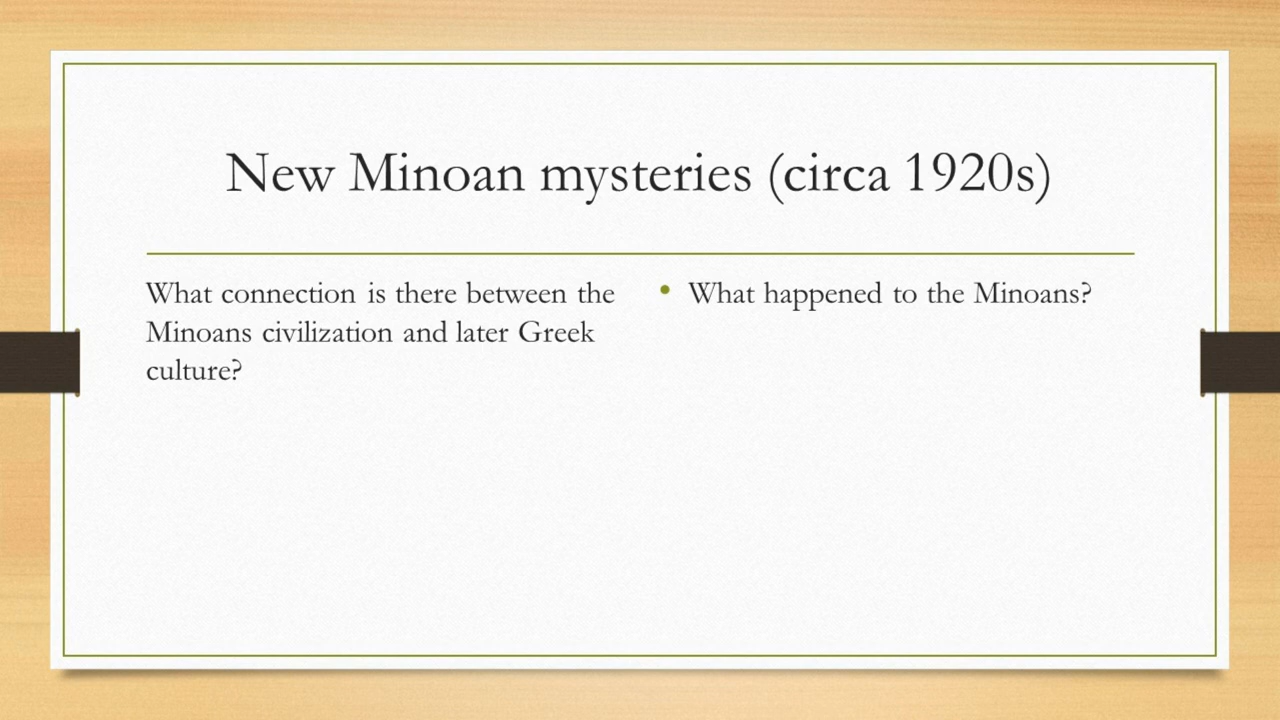 New Minoan mysteries (circa 1920s)
What connection is there between the
Minoans civilization and later Greek
culture?
• What happened to the Minoans?